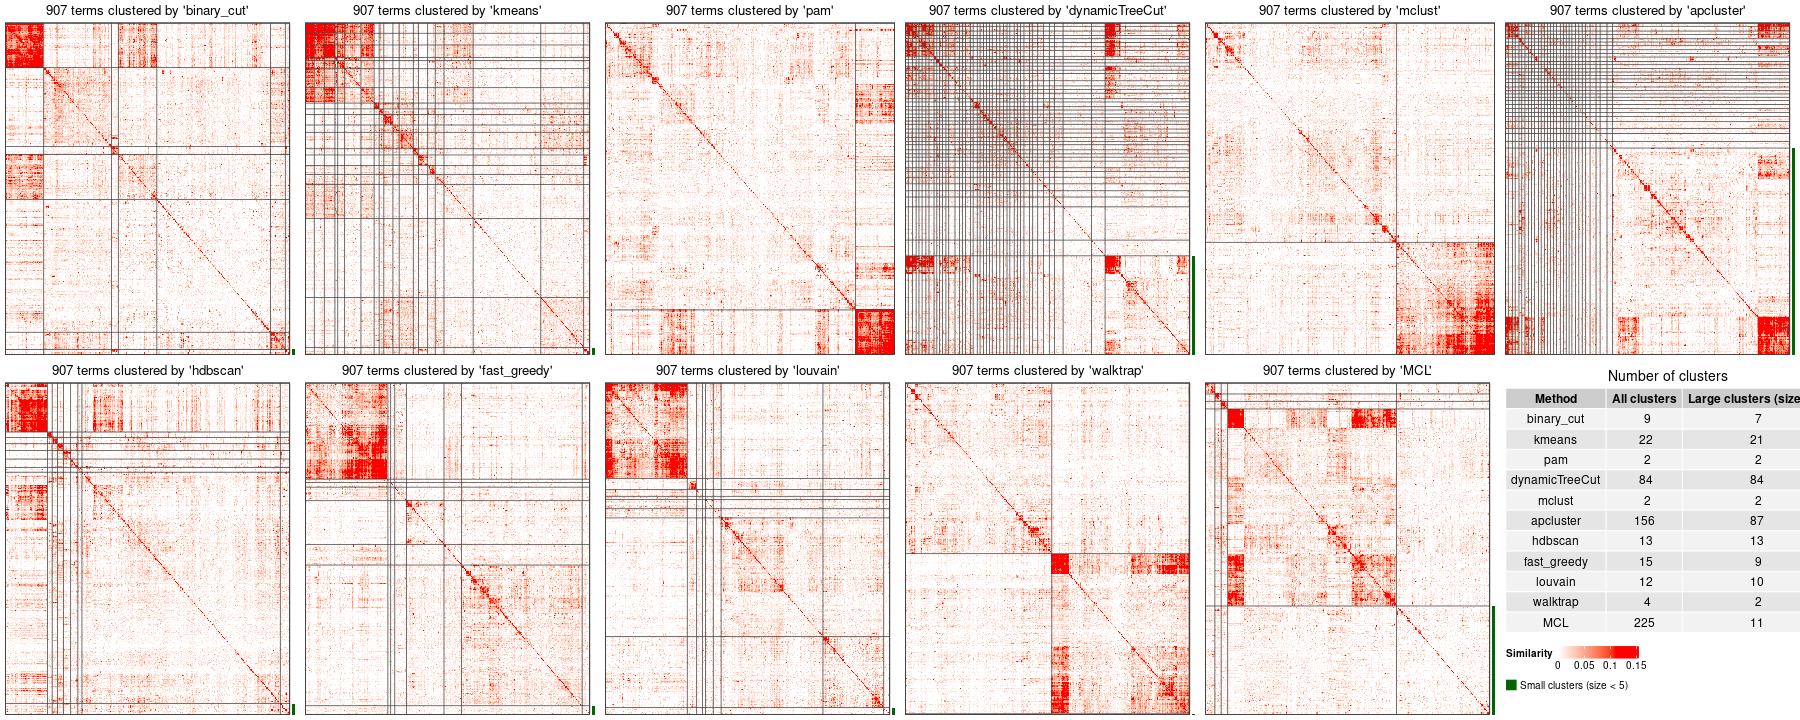 907 terms clustered by 'binary_cut'
907 terms clustered by 'kmeans'
907 terms clustered by 'pam'
907 terms clustered by 'dynamicTreeCut'
907 terms clustered by 'mclust'
907 terms clustered by 'apcluster'
907 terms clustered by 'hdbscan'
907 terms clustered by 'fast_greedy'
907 terms clustered by 'louvain'
907 terms clustered by 'walktrap'
907 terms clustered by 'MCL'
Number of clusters
Method All clusters Large clusters (size
binary_cut 9 7
kmeans 22 21
pam 2 2
dynamicTreeCut 84 84
mclust 2 2
apcluster 156 87
hdbscan 13 13
fast_greedy 15 9
louvain 12 10
walktrap 4 2
MCL 225 11
Similarity
0 0.05 0.1 0.15
Small clusters (size < 5)